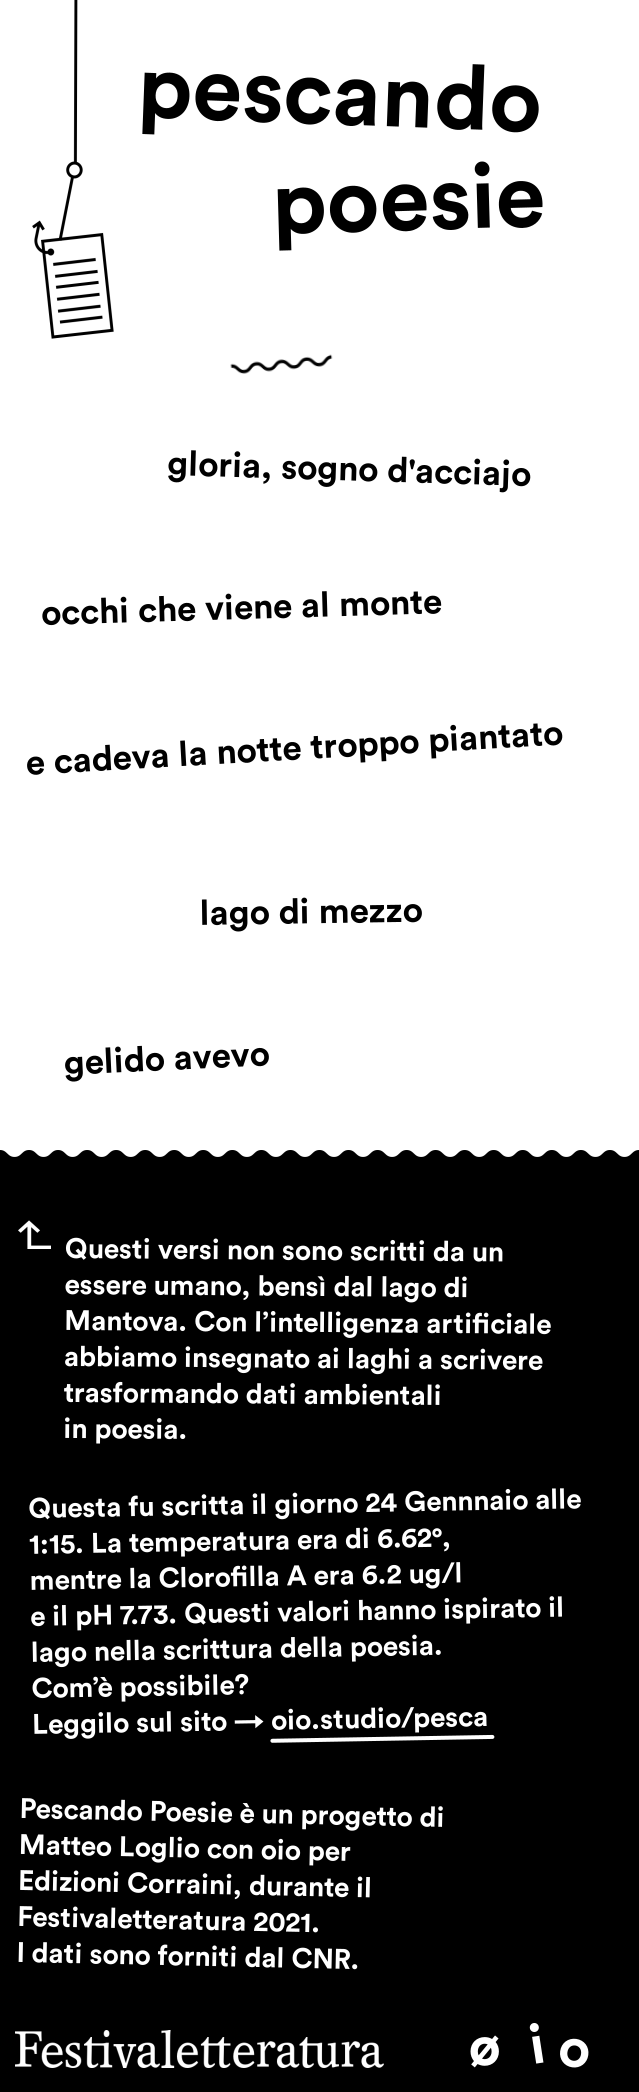 pescando
poesie
gloria, sogno d'acciajo
occhi che viene al monte
e cadeva la notte troppo piantato
lago di mezzo
gelido avevo
Questi versi non sono scritti da un
essere umano, bensì dal lago di
Mantova. Con l’intelligenza artificiale
abbiamo insegnato ai laghi a scrivere
trasformando dati ambientali
in poesia.
Questa fu scritta il giorno 24 Gennnaio alle
1:15. La temperatura era di 6.62°,
mentre la Clorofilla A era 6.2 ug/l
e il pH 7.73. Questi valori hanno ispirato il
lago nella scrittura della poesia.
Com’è possibile?
Leggilo sul sito → oio.studio/pesca
Pescando Poesie è un progetto di
Matteo Loglio con oio per
Edizioni Corraini, durante il
Festivaletteratura 2021.
I dati sono forniti dal CNR.
Festivaletteratura ø i o